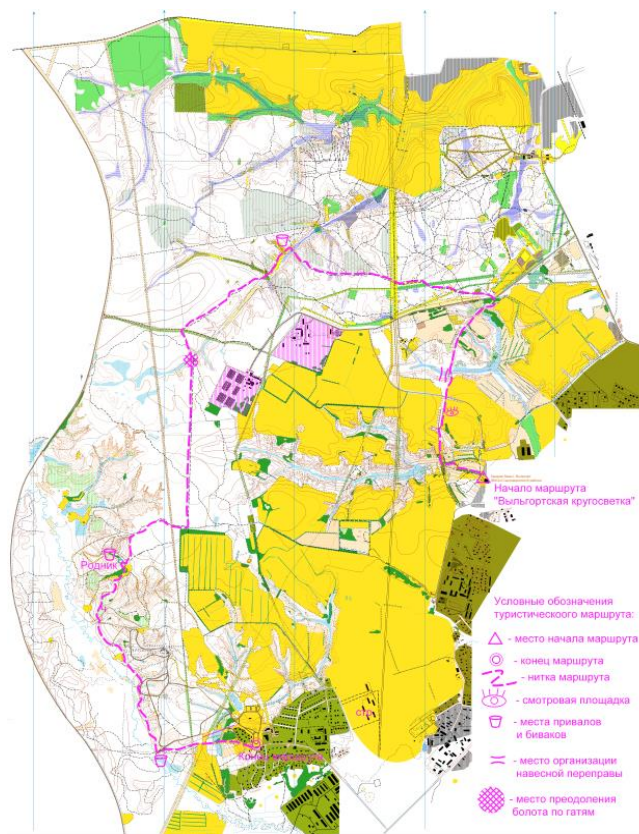 Начало маршрута
"Выльгортская кругосветка"
Родник
Условные обозначения
туристического маршрута:
- место начала маршрута
- конец маршрута
- нитка маршрута
- смотровая площадка
- места привалов
и биваков
- место организации
навесной переправы
- место преодоления
болота по гатям
Конец маршрута